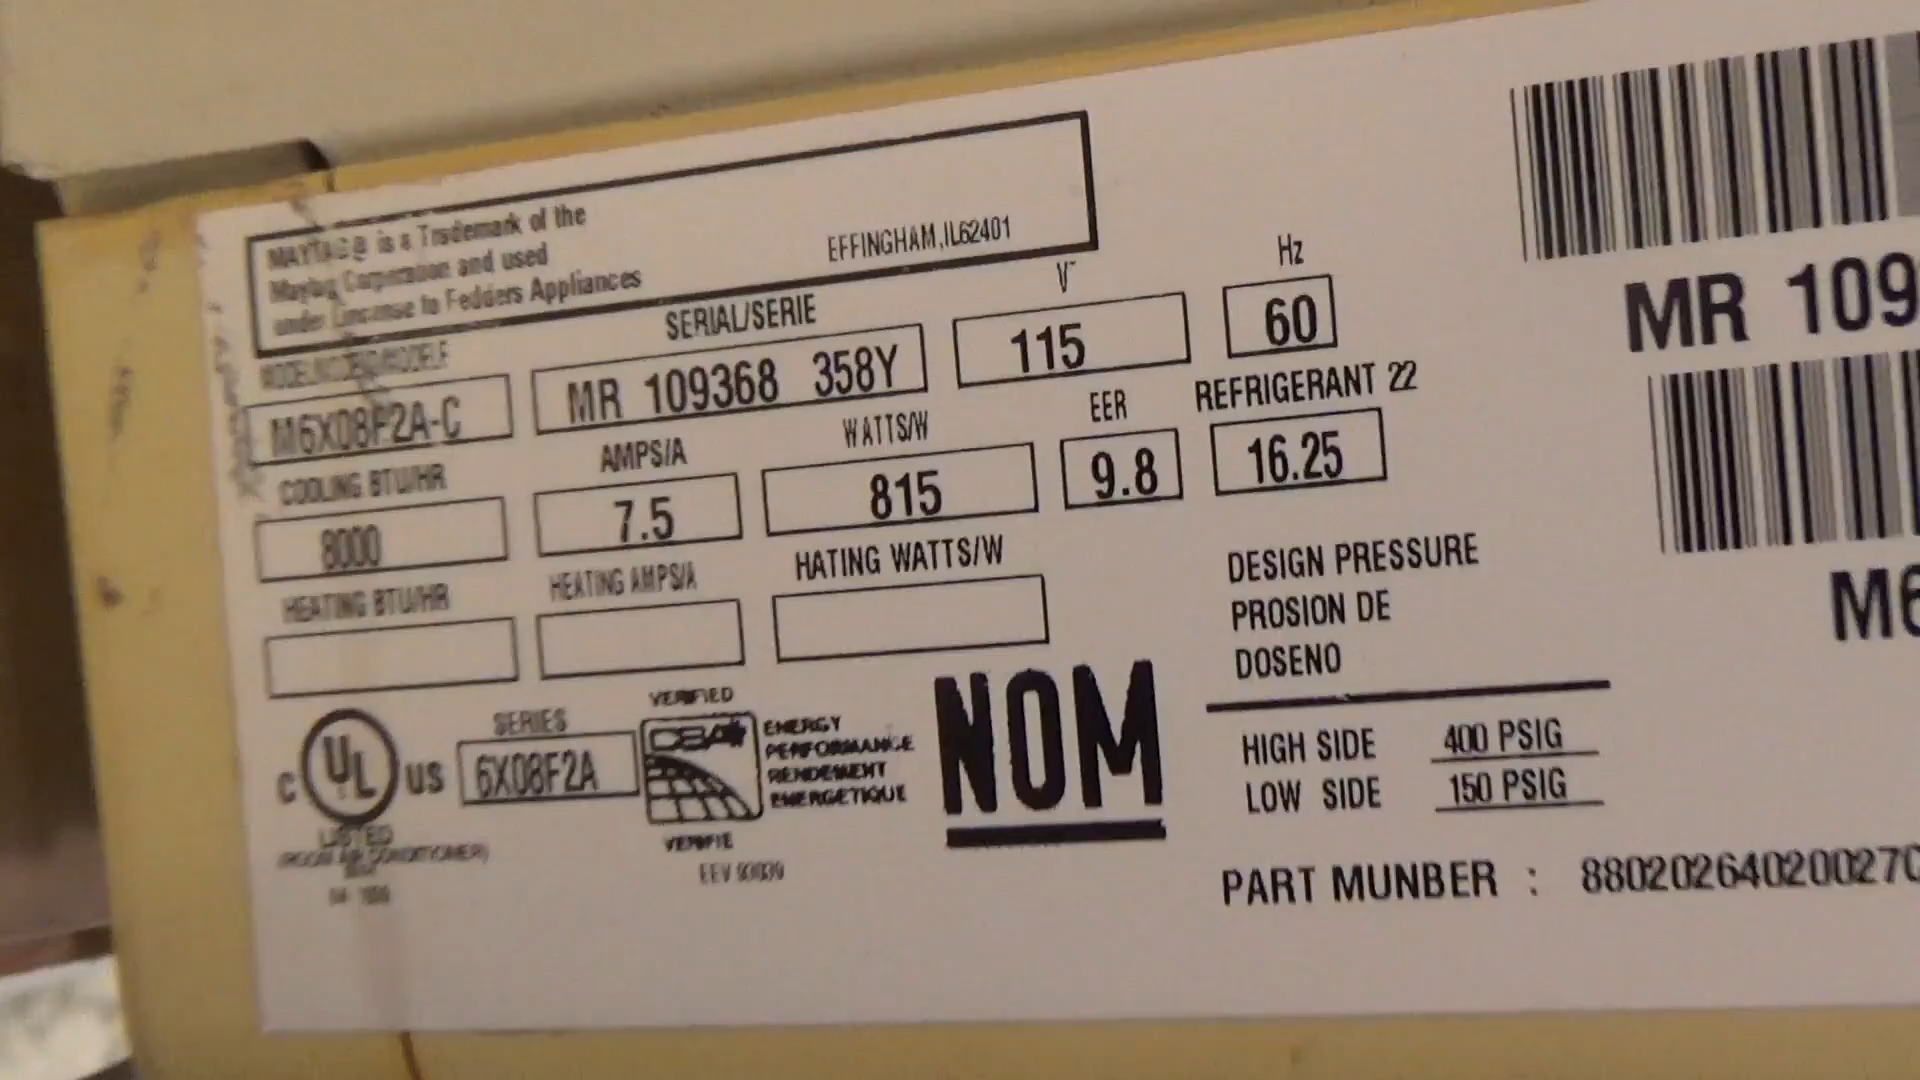 MAYTAG® is a Trademark of the
Maytag Corporation and used
under Lincense to Fedders Appliances
EFFINGHAM,IL62401
SERIAL/SERIE
V~
Hz
M6X08F2A-C
MR 109368 358Y
115
60
COOLING BTU/HR
AMPS/A
WATTS/W
EER
REFRIGERANT 22
8000
7.5
815
9.8
16.25
HEATING BTU/HR
HEATING AMPS/A
HATING WATTS/W
DESIGN PRESSURE
PROSION DE
DOSENO
HIGH SIDE 400 PSIG
LOW SIDE 150 PSIG
C UL US
LISTED
(ROOM AIR CONDITIONER)
SERIES
6X08F2A
VERIFIED
ENERGY
PERFORMANCE
RENDEMENT
ENERGETIQUE
VERIFIE
NOM
PART MUNBER : 88020264020027
MR 109
M6